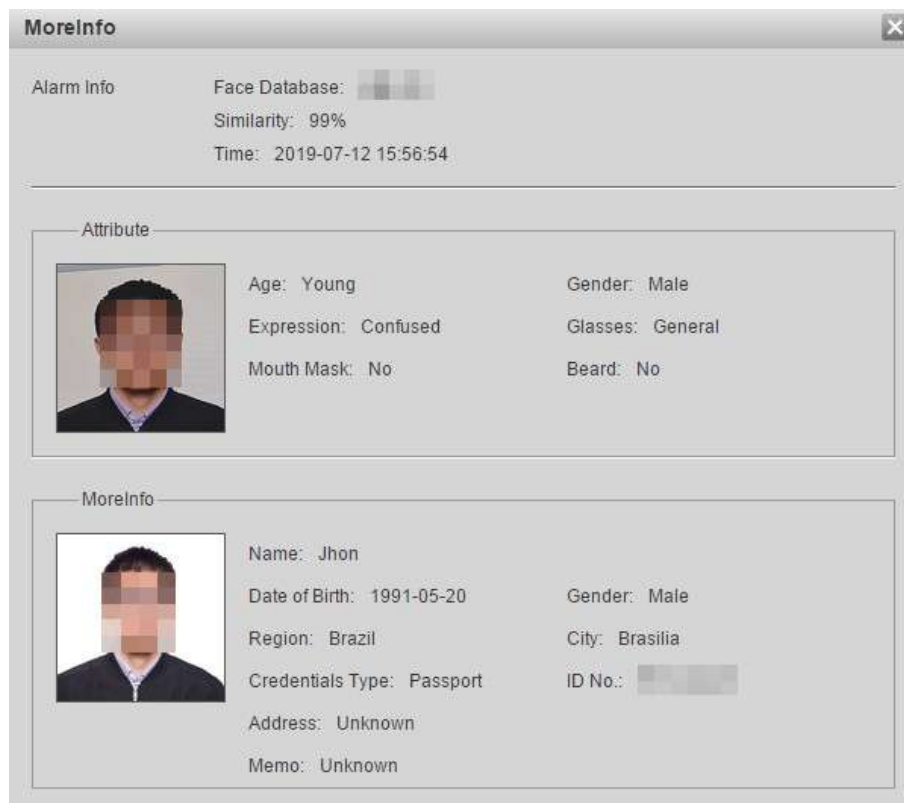 MoreInfo
Alarm Info Face Database:
Similarity: 99%
Time: 2019-07-12 15:56:54
Attribute
Age: Young Gender: Male
Expression: Confused Glasses: General
Mouth Mask: No Beard: No
MoreInfo
Name: Jhon
Date of Birth: 1991-05-20 Gender: Male
Region: Brazil City: Brasilia
Credentials Type: Passport ID No.:
Address: Unknown
Memo: Unknown